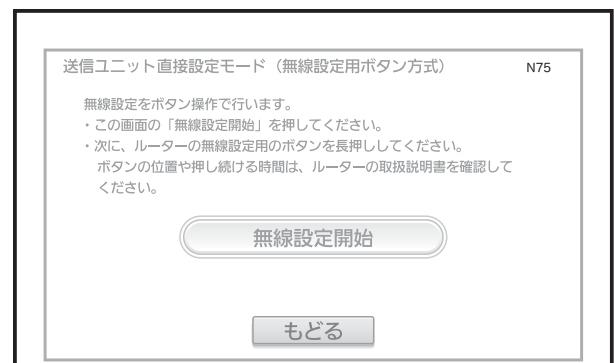 送信ユニット直接設定モード（無線設定用ボタン方式） N75
無線設定をボタン操作で行います。
・この画面の「無線設定開始」を押してください。
・次に、ルーターの無線設定用のボタンを長押ししてください。
ボタンの位置や押し続ける時間は、ルーターの取扱説明書を確認して
ください。
無線設定開始
もどる